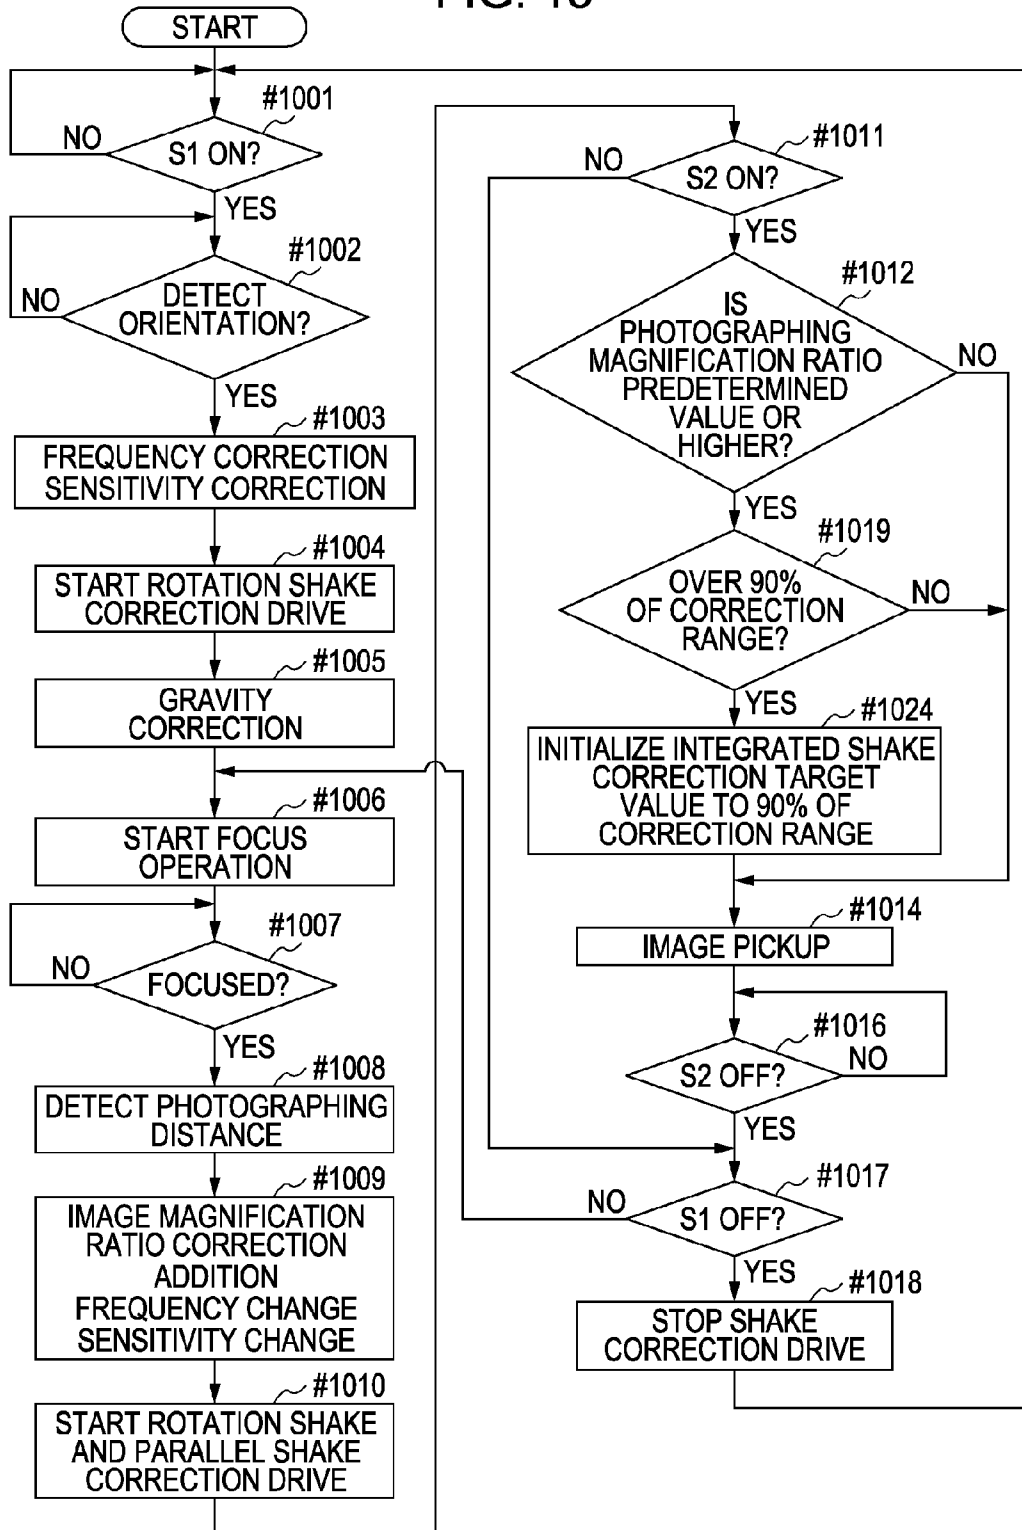 START
#1001
S1 ON?
NO
YES
#1002
DETECT
ORIENTATION?
NO
YES
#1003
FREQUENCY CORRECTION
SENSITIVITY CORRECTION
#1004
START ROTATION SHAKE
CORRECTION DRIVE
#1005
GRAVITY
CORRECTION
#1006
START FOCUS
OPERATION
#1007
FOCUSED?
NO
YES
#1008
DETECT PHOTOGRAPHING
DISTANCE
#1009
IMAGE MAGNIFICATION
RATIO CORRECTION
ADDITION
FREQUENCY CHANGE
SENSITIVITY CHANGE
#1010
START ROTATION SHAKE
AND PARALLEL SHAKE
CORRECTION DRIVE
#1011
S2 ON?
NO
YES
#1012
IS
PHOTOGRAPHING
MAGNIFICATION RATIO
PREDETERMINED
VALUE OR
HIGHER?
NO
YES
#1019
OVER 90%
OF CORRECTION
RANGE?
NO
YES
#1024
INITIALIZE INTEGRATED SHAKE
CORRECTION TARGET
VALUE TO 90% OF
CORRECTION RANGE
#1014
IMAGE PICKUP
#1016
S2 OFF?
NO
YES
#1017
S1 OFF?
NO
YES
#1018
STOP SHAKE
CORRECTION DRIVE